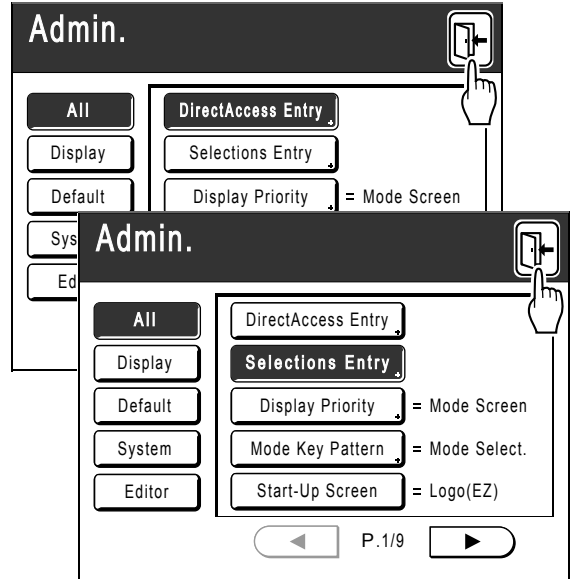 Admin.
All
DirectAccess Entry
Display
Selections Entry
Default
Display Priority = Mode Screen
Sys
Ed
Admin.
All
DirectAccess Entry
Display
Selections Entry
Default
Display Priority = Mode Screen
System
Mode Key Pattern = Mode Select.
Editor
Start-Up Screen = Logo(EZ)
P.1/9